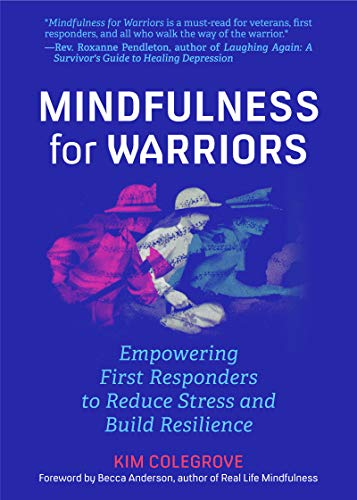 "Mindfulness for Warriors is a must-read for veterans, first
responders, and all who walk the way of the warrior."
—Rev. Roxanne Pendleton, author of Laughing Again: A
Survivor's Guide to Healing Depression
MINDFULNESS
for WARRIORS
Empowering
First Responders
to Reduce Stress and
Build Resilience
KIM COLEGROVE
Foreword by Becca Anderson, author of Real Life Mindfulness